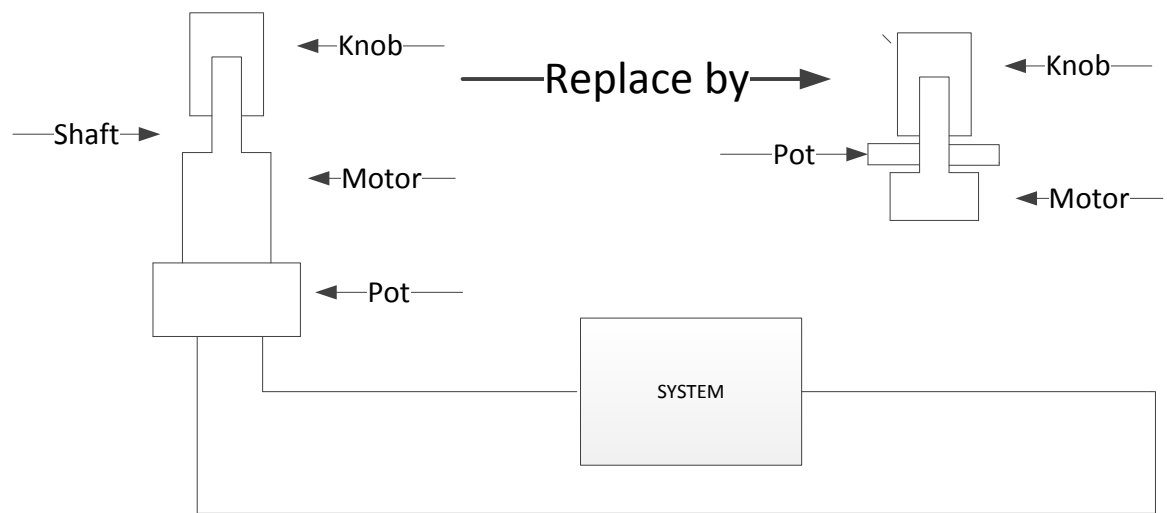 Knob
Replace by
Knob
Shaft
Pot
Motor
Motor
Pot
SYSTEM